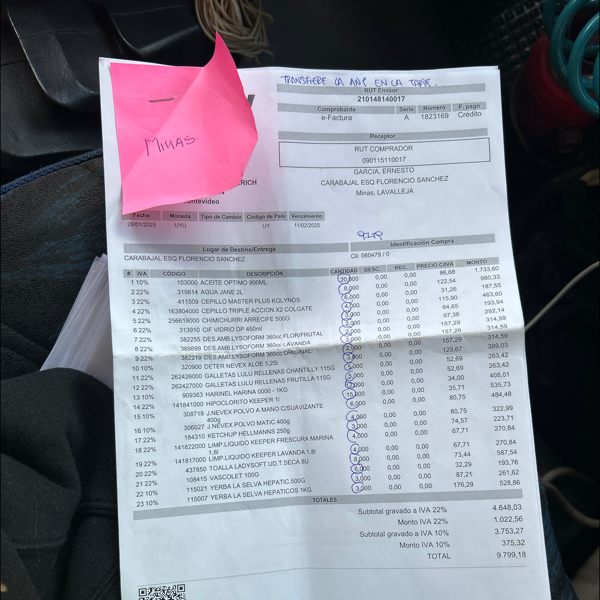 TRANSFIERE LA ANP EN LA TARDE.
MINAS.
RUT Emisor
210148140017
Comprobante Serie Número F. pago
e-Factura A 1823169 Crédito
Receptor
RUT COMPRADOR
090115110017
GARCIA, ERNESTO
CARABAJAL ESQ FLORENCIO SANCHEZ
Minas, LAVALLEJA
ERICH
ontevideo
Fecha Moneda Tipo de Cambio Código de País Vencimiento
28/01/2025 UYU UY 11/02/2025
Lugar de Destino/Entrega Identificación Compra
CARABAJAL ESQ FLORENCIO SANCHEZ Cli: 060479 / 0
# IVA CÓDIGO DESCRIPCIÓN CANTIDAD DESC. REC. PRECIO C/IVA MONTO
1 10% 103000 ACEITE OPTIMO 900ML 20,000 0,00 0,00 86,68 1.733,60
2 22% 319814 AGUA JANE 2L 8,000 0,00 0,00 122,54 980,33
3 22% 411509 CEPILLO MASTER PLUS KOLYNOS 6,000 0,00 0,00 31,26 187,55
4 22% 163804000 CEPILLO TRIPLE ACCION X2 COLGATE 4,000 0,00 0,00 115,90 463,60
5 22% 256618000 CHIMICHURRI ARRECIFE 500G 3,000 0,00 0,00 64,65 193,94
6 22% 313910 CIF VIDRIO DP 450ml 3,000 0,00 0,00 97,38 292,14
7 22% 382255 DES.AMB.LYSOFORM 360cc FLOR/FRUTAL 2,000 0,00 0,00 157,29 314,59
8 22% 389899 DES.AMB.LYSOFORM 360cc LAVANDA 2,000 0,00 0,00 157,29 314,59
9 22% 382219 DES.AMB.LYSOFORM 360cc ORIGINAL 2,000 0,00 0,00 157,29 314,59
10 22% 320900 DETER NEVEX ALOE 1,25l 3,000 0,00 0,00 129,67 389,03
11 22% 262426000 GALLETAS LULU RELLENAS CHANTILLY 115G 5,000 0,00 0,00 52,69 263,42
12 22% 262427000 GALLETAS LULU RELLENAS FRUTILLA 115G 5,000 0,00 0,00 52,69 263,42
13 10% 909363 HARINEL HARINA 0000 - 1KG 12,000 0,00 0,00 34,00 408,01
14 22% 141841000 HIPOCLORITO KEEPER 1l 15,000 0,00 0,00 35,71 535,73
15 10% 308718 J.NEVEX POLVO A MANO C/SUAVIZANTE 6,000 0,00 0,00 80,75 484,48
400g
16 10% 306027 J.NEVEX POLVO MATIC 400g 4,000 0,00 0,00 80,75 322,99
17 22% 184310 KETCHUP HELLMANNS 250g 3,000 0,00 0,00 74,57 223,71
18 22% 141822000 LIMP.LIQUIDO KEEPER FRESCURA MARINA 4,000 0,00 0,00 67,71 270,84
1,8l
19 22% 141817000 LIMP.LIQUIDO KEEPER LAVANDA 1,8l 4,000 0,00 0,00 67,71 270,84
20 22% 437850 TOALLA LADYSOFT UD.T.SECA 8U 8,000 0,00 0,00 73,44 587,54
21 22% 108415 VASCOLET 100G 6,000 0,00 0,00 32,29 193,76
22 10% 115021 YERBA LA SELVA HEPATIC 500G 3,000 0,00 0,00 87,21 261,62
23 10% 115007 YERBA LA SELVA HEPATICOS 1KG 3,000 0,00 0,00 176,29 528,86
TOTALES
Subtotal gravado a IVA 22% 4.648,03
Monto IVA 22% 1.022,56
Subtotal gravado a IVA 10% 3.753,27
Monto IVA 10% 375,32
TOTAL 9.799,18